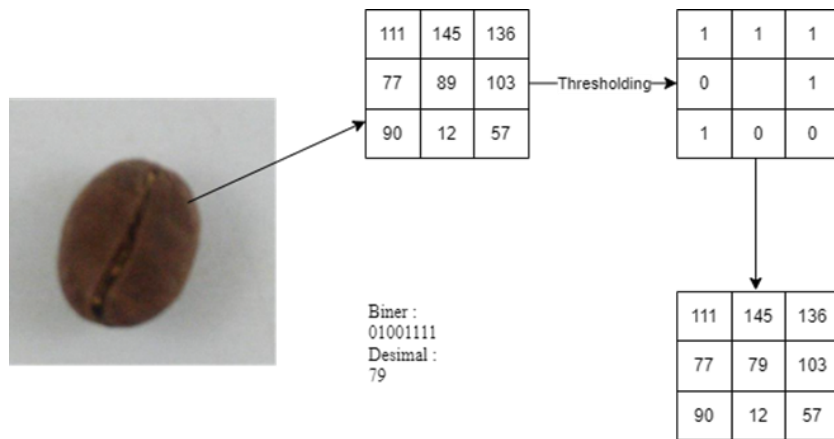 111 145 136
77 89 103
90 12 57
Thresholding
1 1 1
0 1
1 0 0
Biner :
01001111
Desimal :
79
111 145 136
77 79 103
90 12 57